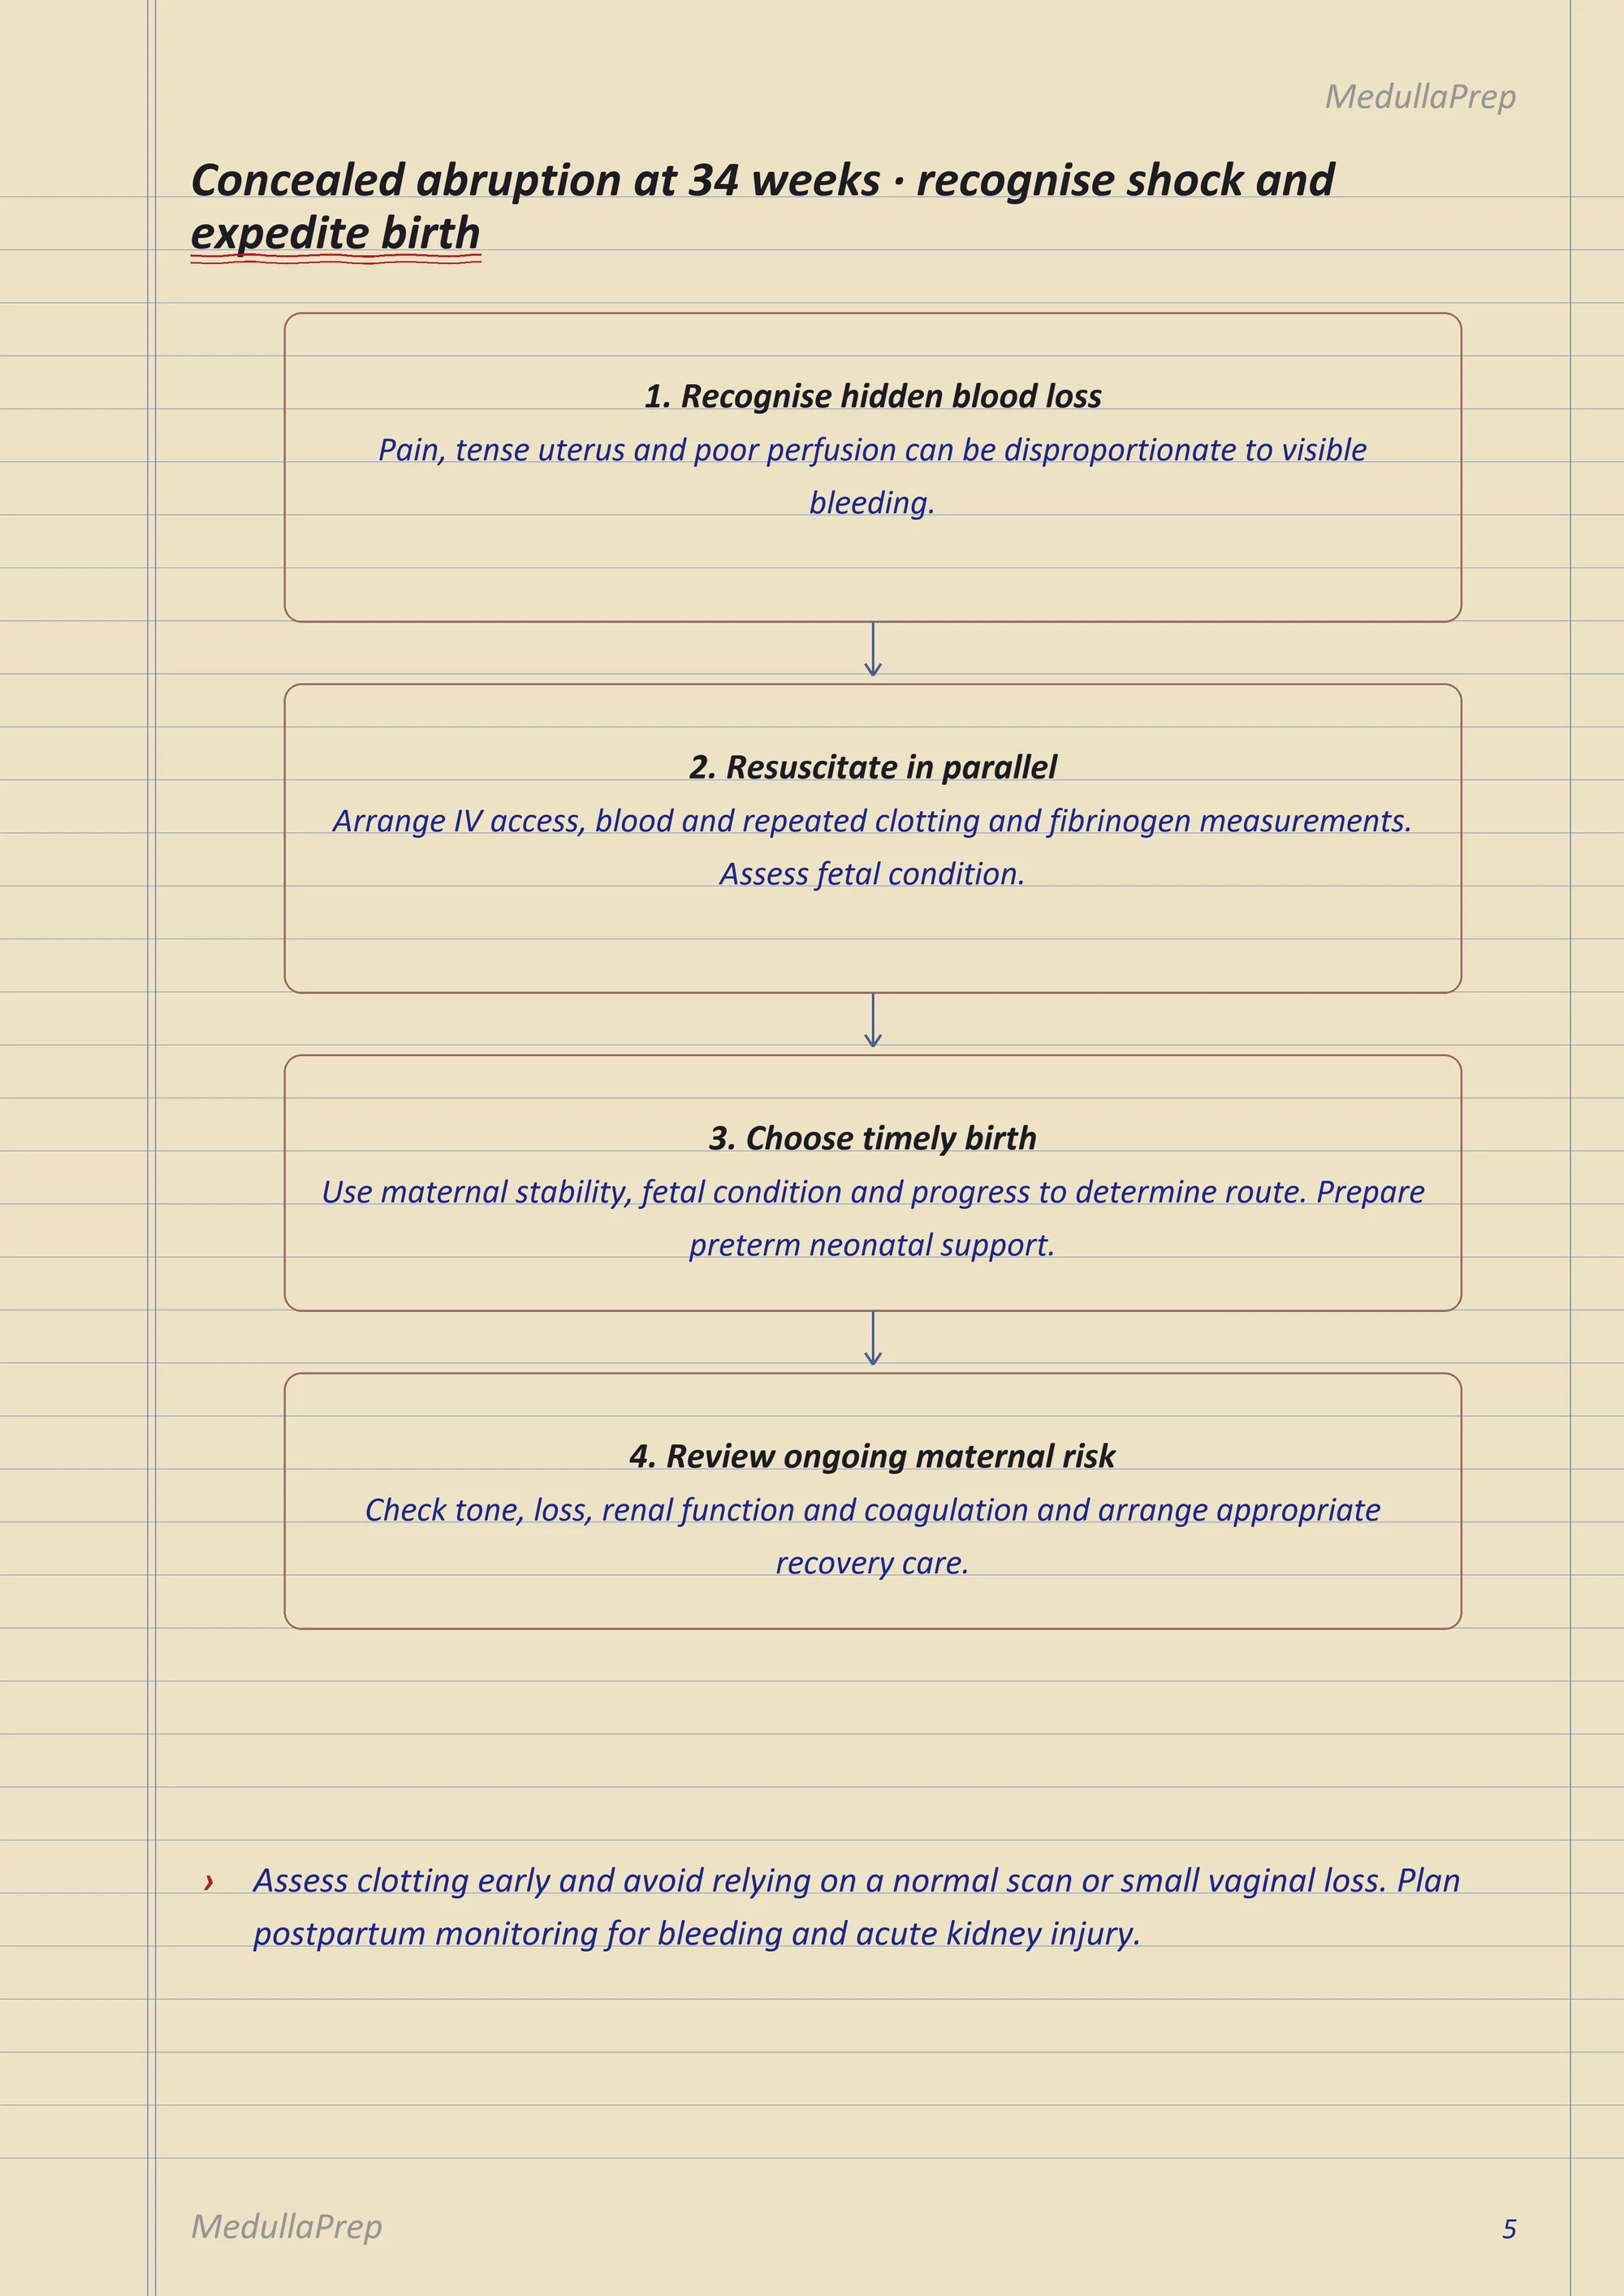 MedullaPrep
Concealed abruption at 34 weeks · recognise shock and
expedite birth
1. Recognise hidden blood loss
Pain, tense uterus and poor perfusion can be disproportionate to visible
bleeding.
2. Resuscitate in parallel
Arrange IV access, blood and repeated clotting and fibrinogen measurements.
Assess fetal condition.
3. Choose timely birth
Use maternal stability, fetal condition and progress to determine route. Prepare
preterm neonatal support.
4. Review ongoing maternal risk
Check tone, loss, renal function and coagulation and arrange appropriate
recovery care.
› Assess clotting early and avoid relying on a normal scan or small vaginal loss. Plan
postpartum monitoring for bleeding and acute kidney injury.
MedullaPrep
5